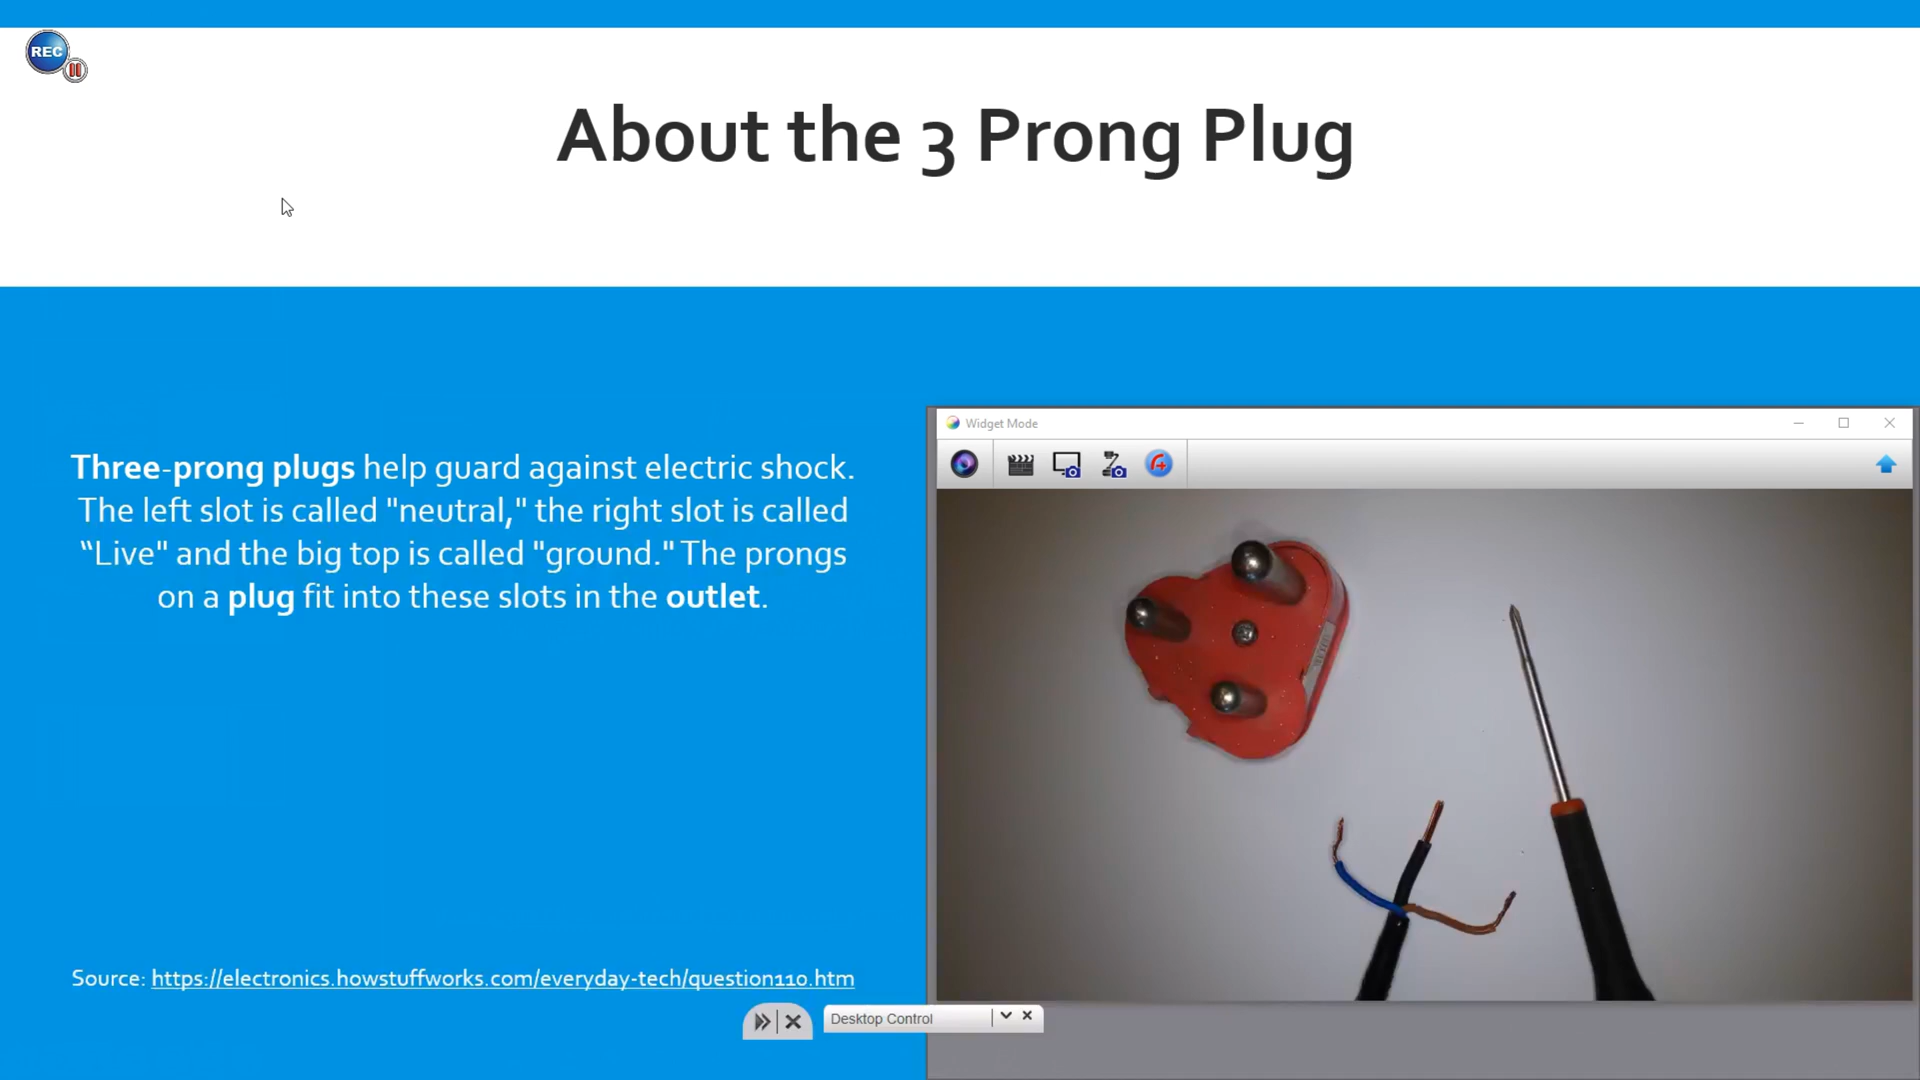 REC
About the 3 Prong Plug
Three-prong plugs help guard against electric shock.
The left slot is called "neutral," the right slot is called
“Live" and the big top is called "ground." The prongs
on a plug fit into these slots in the outlet.
Source: https://electronics.howstuffworks.com/everyday-tech/question110.htm
Widget Mode
Desktop Control